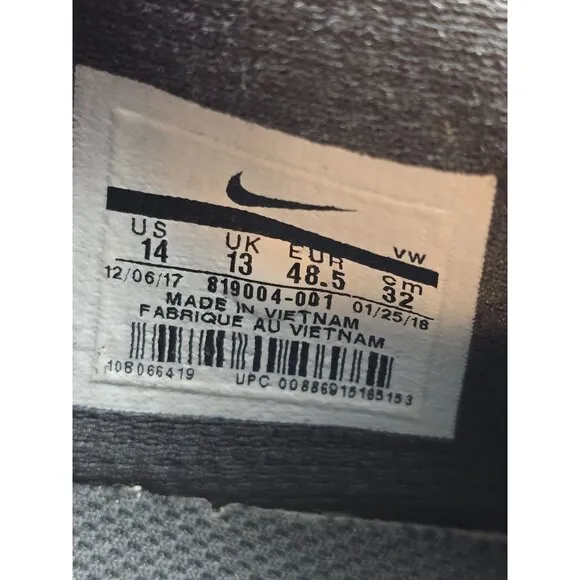 US UK EUR cm
14 13 48.5 32
VW
12/06/17 819004-001 01/25/18
MADE IN VIETNAM
FABRIQUE AU VIETNAM
108066419 UPC 00886915165153